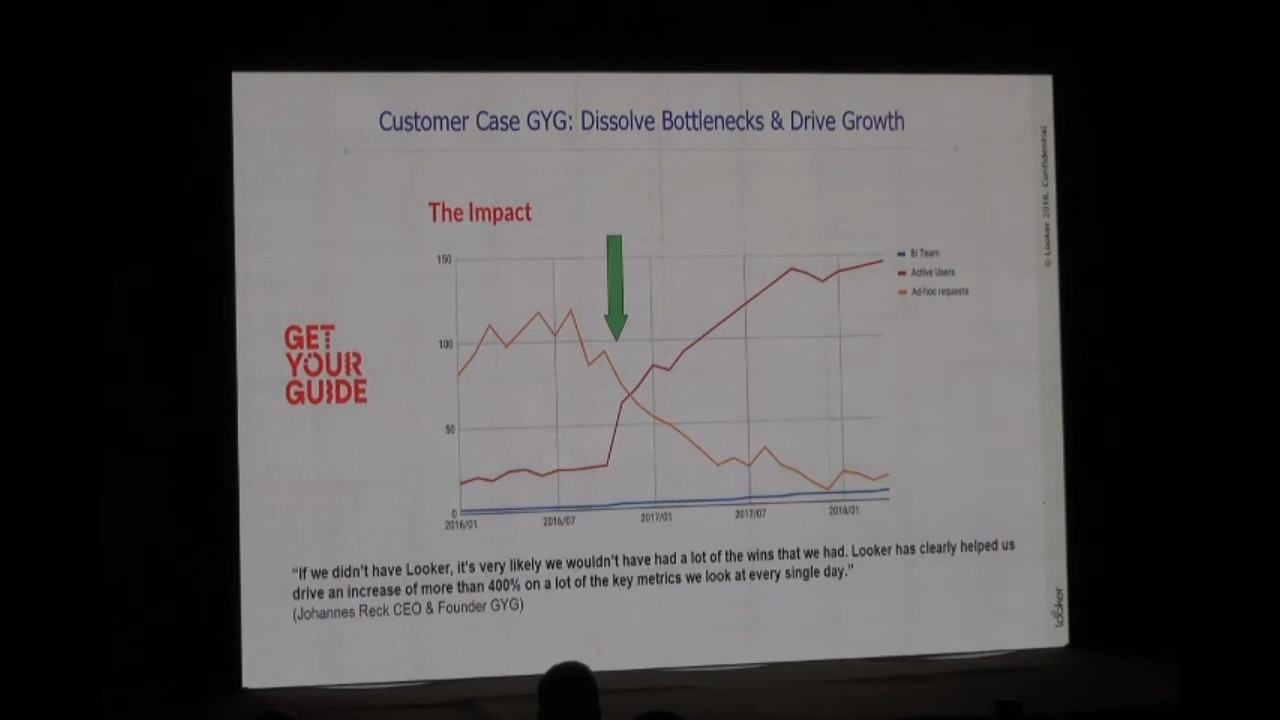 Customer Case GYG: Dissolve Bottlenecks & Drive Growth
© Looker 2018. Confidential
The Impact
150
100
50
0
BI Team
Active Users
Ad-hoc requests
2016/01
2016/07
2017/01
2017/07
2018/01
GET
YOUR
GUIDE
“If we didn't have Looker, it's very likely we wouldn't have had a lot of the wins that we had. Looker has clearly helped us
drive an increase of more than 400% on a lot of the key metrics we look at every single day.”
(Johannes Reck CEO & Founder GYG)
looker